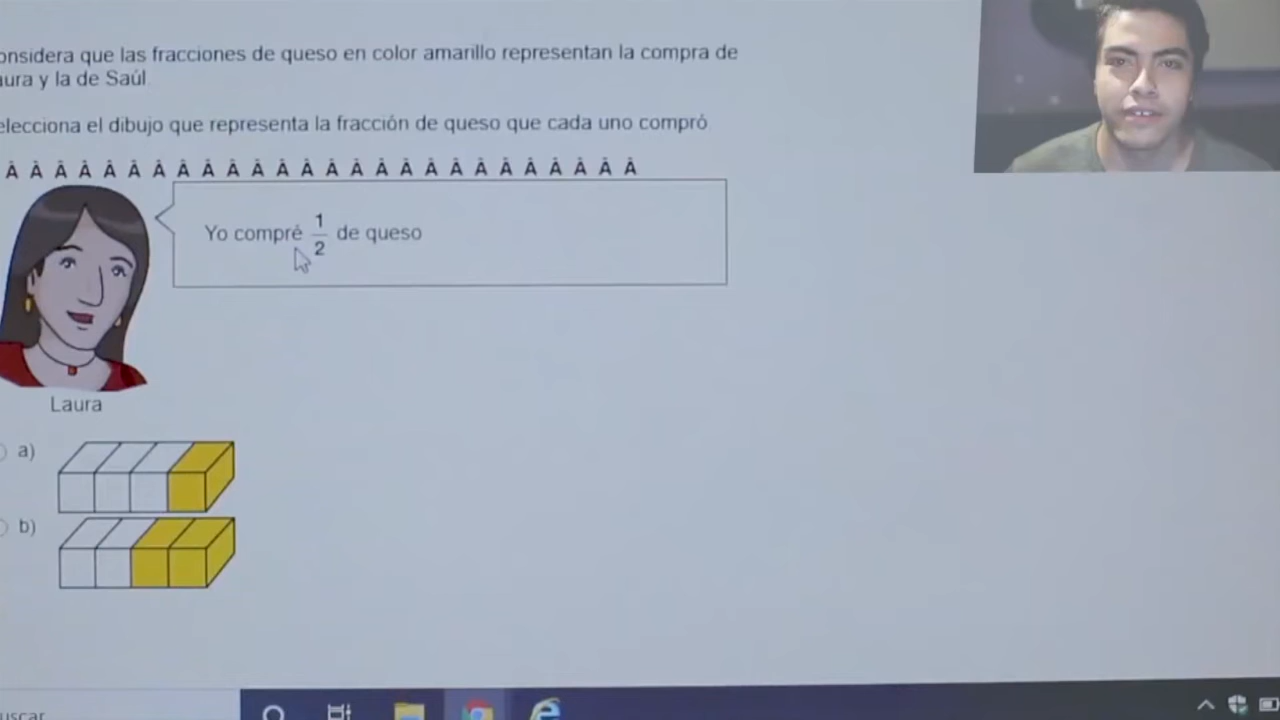 onsidera que las fracciones de queso en color amarillo representan la compra de
aura y la de Saúl
elecciona el dibujo que representa la fracción de queso que cada uno compró
Â Â Â Â Â Â Â Â Â Â Â Â Â Â Â Â Â Â Â Â Â Â Â Â Â Â
Yo compré 1/2 de queso
Laura
a)
b)
uscar